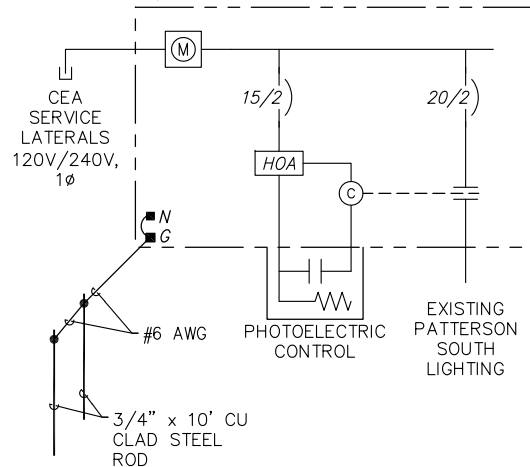 M
CEA
SERVICE
LATERALS
120V/240V,
1ø
15/2
20/2
HOA
C
N
G
#6 AWG
PHOTOELECTRIC
CONTROL
EXISTING
PATTERSON
SOUTH
LIGHTING
3/4" x 10' CU
CLAD STEEL
ROD